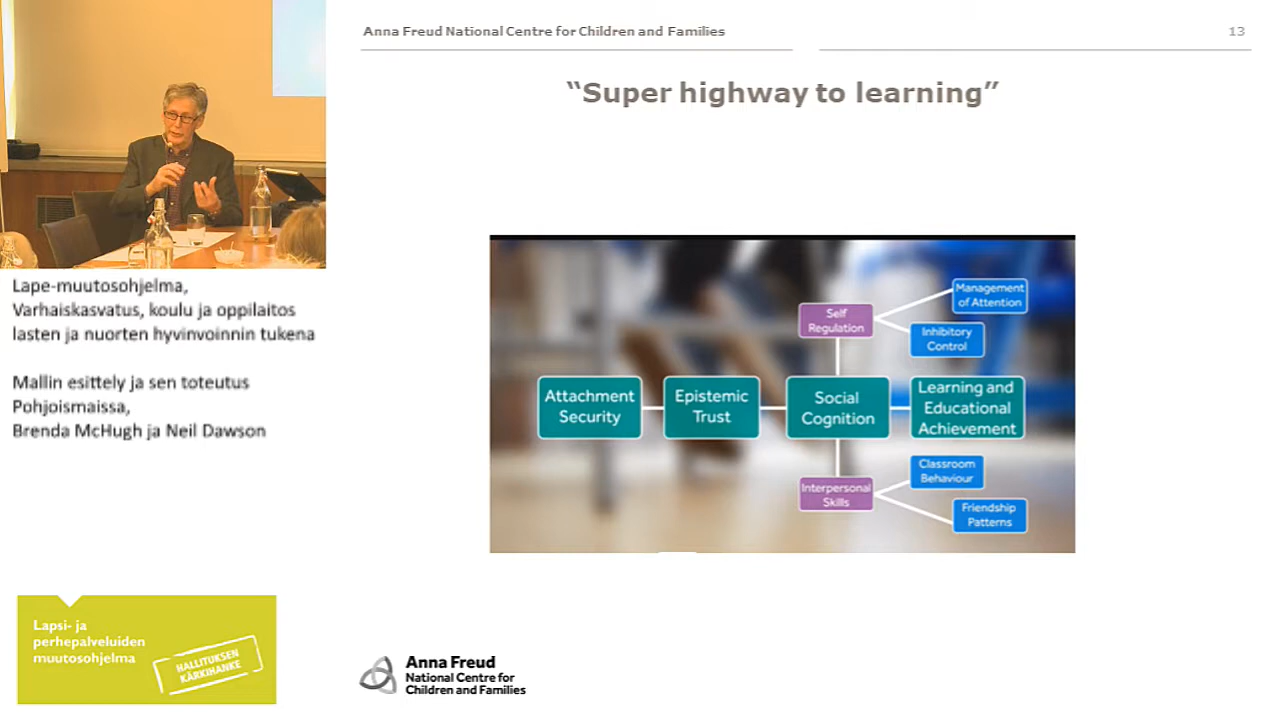 Anna Freud National Centre for Children and Families
13
“Super highway to learning”
Lape-muutosohjelma,
Varhaiskasvatus, koulu ja oppilaitos
lasten ja nuorten hyvinvoinnin tukena
Mallin esittely ja sen toteutus
Pohjoismaissa,
Brenda McHugh ja Neil Dawson
Attachment
Security
Epistemic
Trust
Social
Cognition
Learning and
Educational
Achievement
Self
Regulation
Management
of Attention
Inhibitory
Control
Interpersonal
Skills
Classroom
Behaviour
Friendship
Patterns
Lapsi- ja
perhepalveluiden
muutosohjelma
HALLITUKSEN
KÄRKIHANKE
Anna Freud
National Centre for
Children and Families